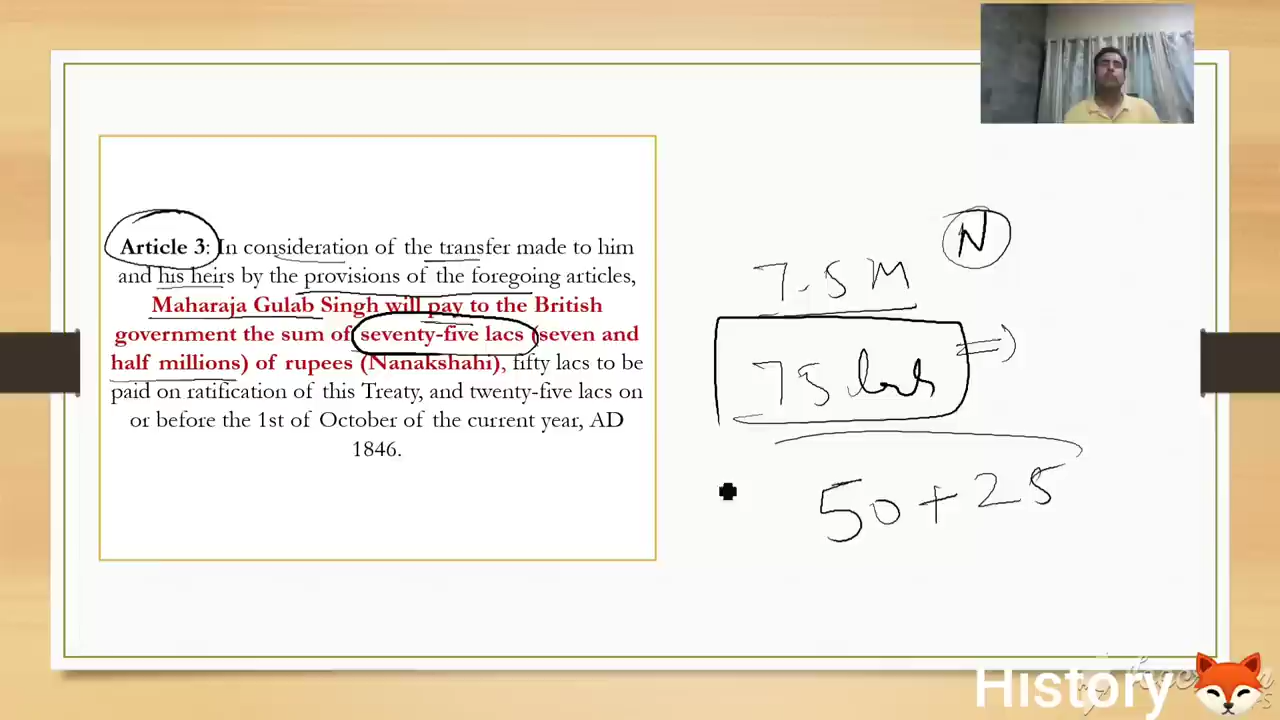 Article 3: In consideration of the transfer made to him
and his heirs by the provisions of the foregoing articles,
Maharaja Gulab Singh will pay to the British
government the sum of seventy-five lacs (seven and
half millions) of rupees (Nanakshahi), fifty lacs to be
paid on ratification of this Treaty, and twenty-five lacs on
or before the 1st of October of the current year, AD
1846.
N
7.5 M
75 lacs
50 + 25
History